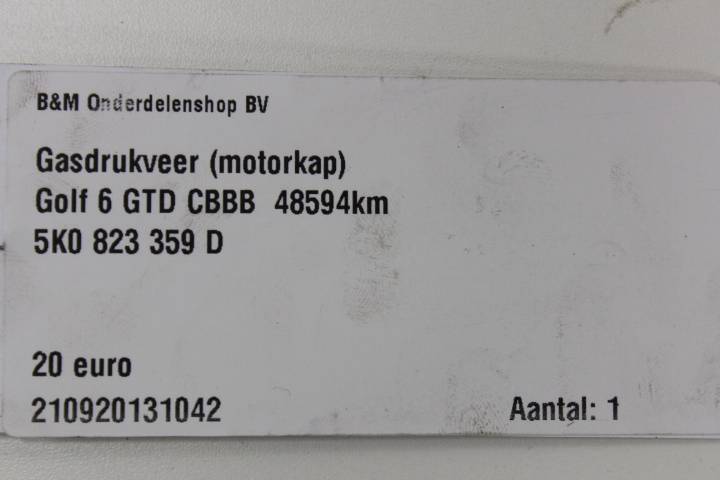 B&M Onderdelenshop BV
Gasdrukveer (motorkap)
Golf 6 GTD CBBB 48594km
5K0 823 359 D
20 euro
210920131042 Aantal: 1